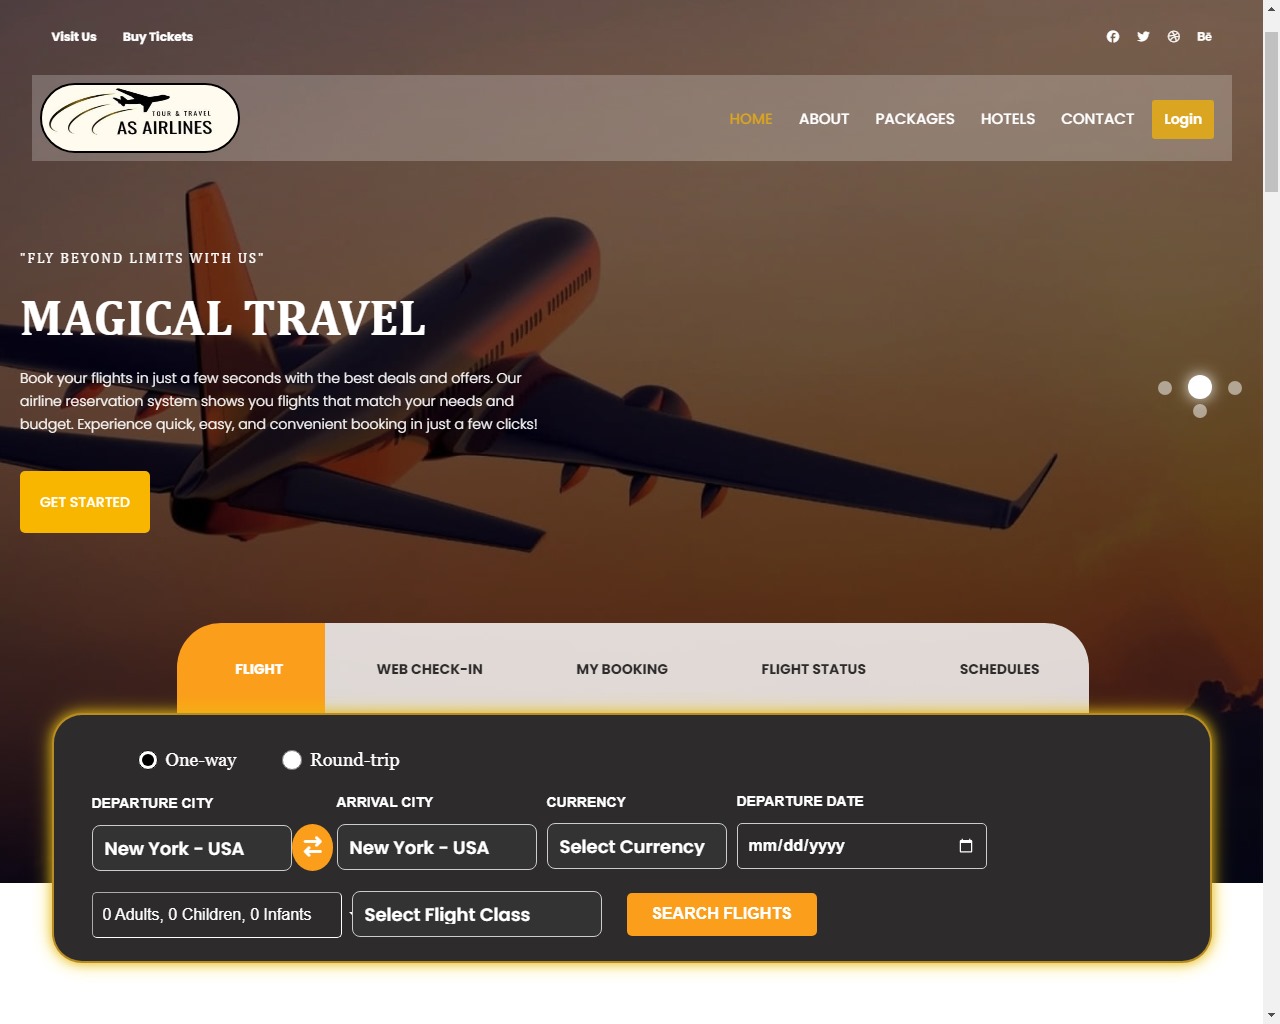 Visit Us
Buy Tickets
Bē
TOUR & TRAVEL
AS AIRLINES
HOME
ABOUT
PACKAGES
HOTELS
CONTACT
Login
"FLY BEYOND LIMITS WITH US"
MAGICAL TRAVEL
Book your flights in just a few seconds with the best deals and offers. Our
airline reservation system shows you flights that match your needs and
budget. Experience quick, easy, and convenient booking in just a few clicks!
GET STARTED
FLIGHT
WEB CHECK-IN
MY BOOKING
FLIGHT STATUS
SCHEDULES
One-way
Round-trip
DEPARTURE CITY
ARRIVAL CITY
CURRENCY
DEPARTURE DATE
New York - USA
New York - USA
Select Currency
mm/dd/yyyy
0 Adults, 0 Children, 0 Infants
Select Flight Class
SEARCH FLIGHTS